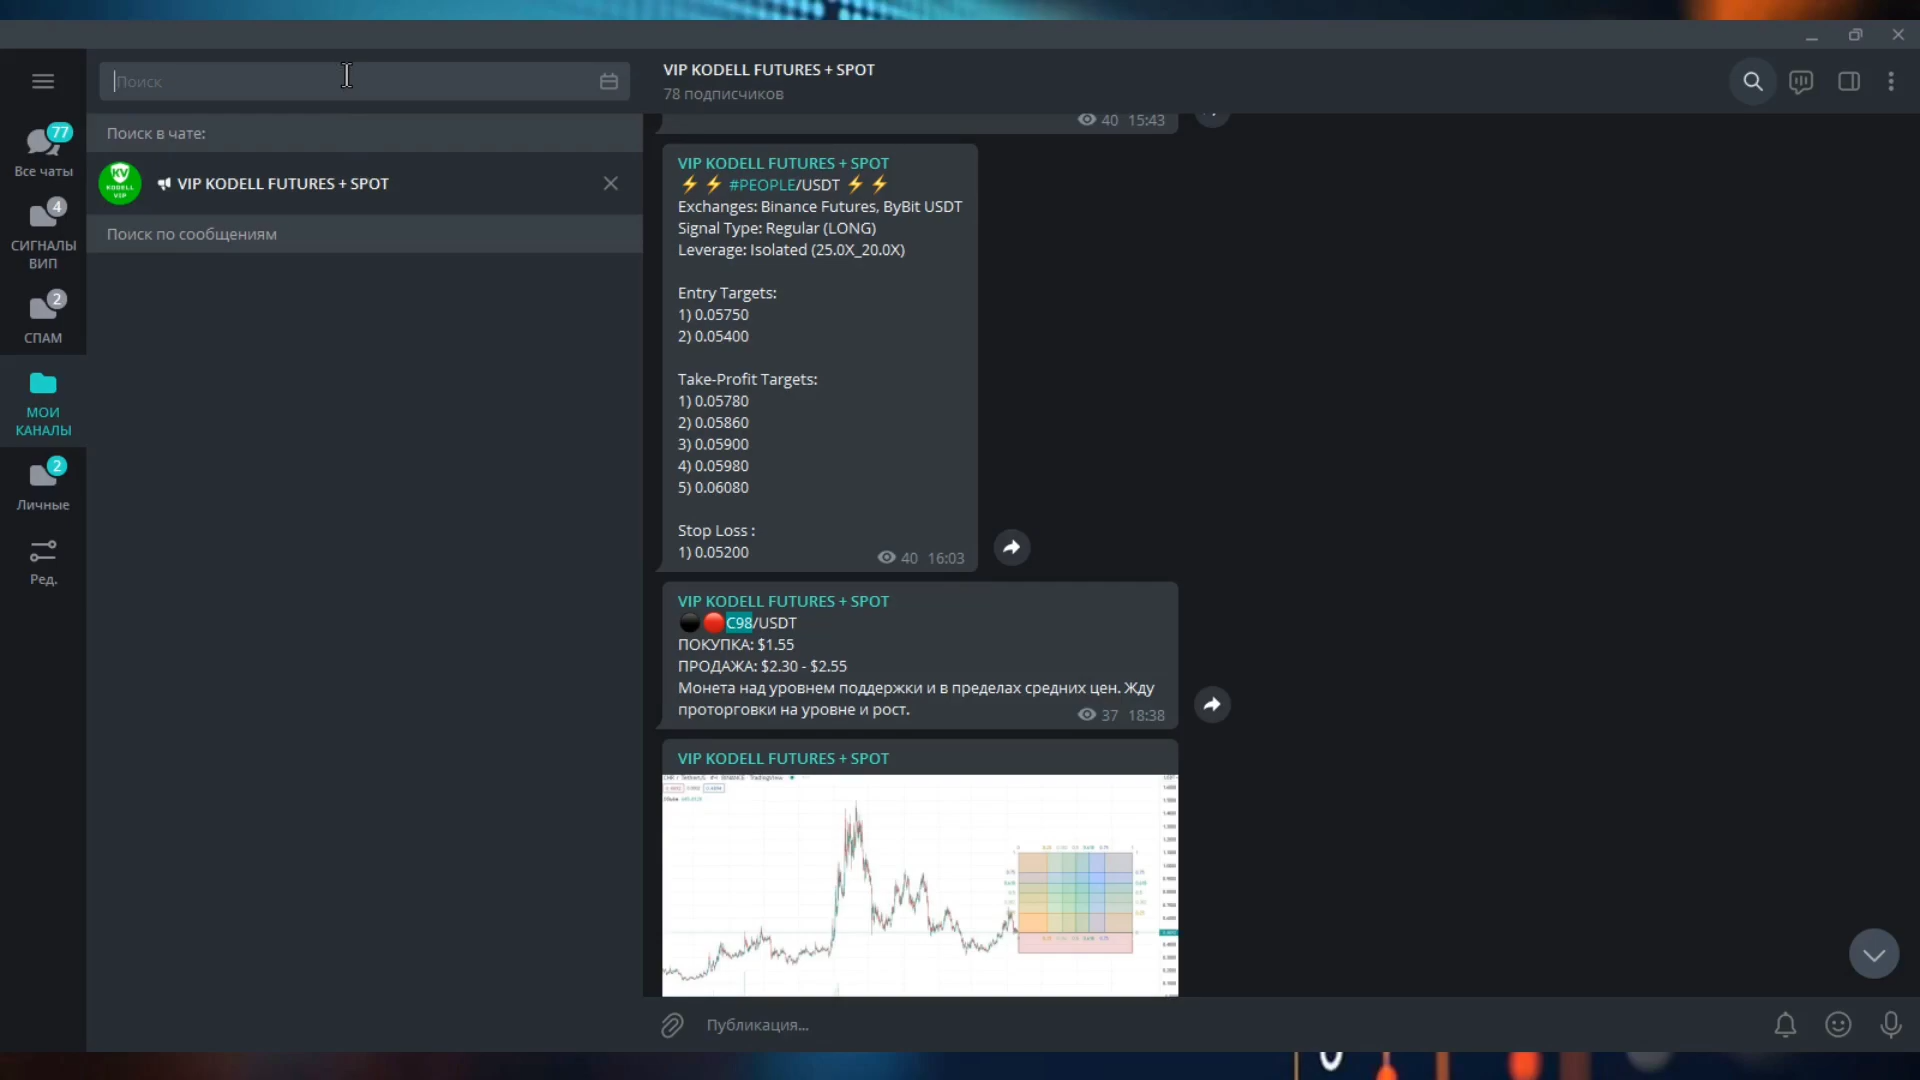 Поиск
Поиск в чате:
VIP KODELL FUTURES + SPOT
Поиск по сообщениям
77
Все чаты
4
СИГНАЛЫ
ВИП
2
СПАМ
МОИ
КАНАЛЫ
2
Личные
Ред.
KV
KODELL
VIP
VIP KODELL FUTURES + SPOT
78 подписчиков
40 15:43
VIP KODELL FUTURES + SPOT
⚡⚡ #PEOPLE/USDT ⚡⚡
Exchanges: Binance Futures, ByBit USDT
Signal Type: Regular (LONG)
Leverage: Isolated (25.0X_20.0X)
Entry Targets:
1) 0.05750
2) 0.05400
Take-Profit Targets:
1) 0.05780
2) 0.05860
3) 0.05900
4) 0.05980
5) 0.06080
Stop Loss :
1) 0.05200
40 16:03
VIP KODELL FUTURES + SPOT
⚫🔴C98/USDT
ПОКУПКА: $1.55
ПРОДАЖА: $2.30 - $2.55
Монета над уровнем поддержки и в пределах средних цен. Жду
проторговки на уровне и рост.
37 18:38
VIP KODELL FUTURES + SPOT
Публикация...